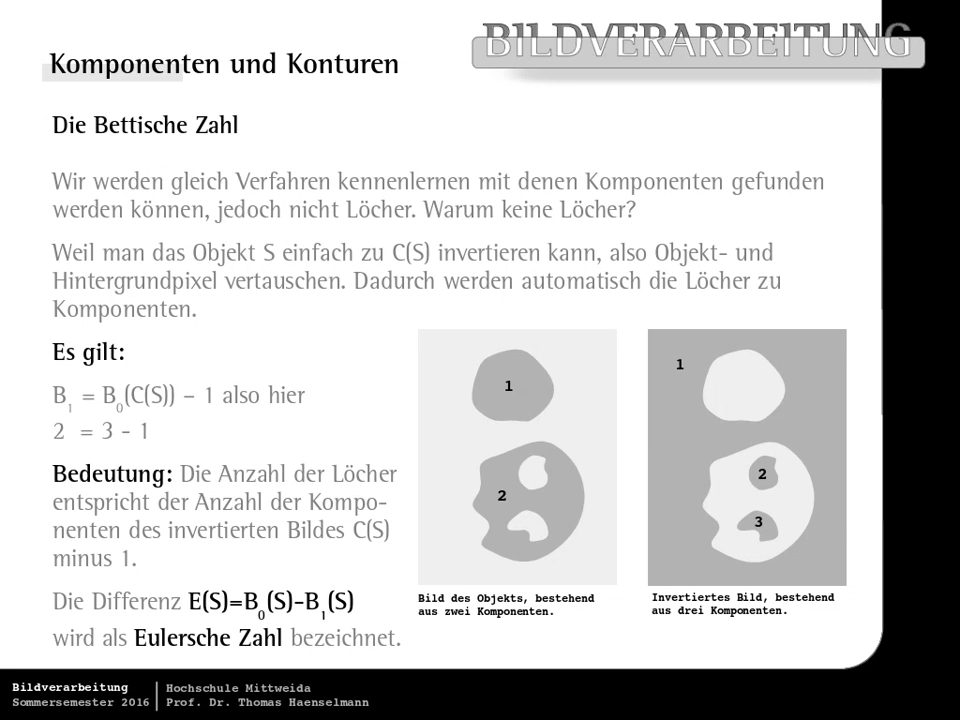 BILDVERARBEITUNG
Komponenten und Konturen
Die Bettische Zahl
Wir werden gleich Verfahren kennenlernen mit denen Komponenten gefunden
werden können, jedoch nicht Löcher. Warum keine Löcher?
Weil man das Objekt S einfach zu C(S) invertieren kann, also Objekt- und
Hintergrundpixel vertauschen. Dadurch werden automatisch die Löcher zu
Komponenten.
Es gilt:
B₁ = B₀(C(S)) – 1 also hier
2 = 3 - 1
Bedeutung: Die Anzahl der Löcher
entspricht der Anzahl der Kompo-
nenten des invertierten Bildes C(S)
minus 1.
Die Differenz E(S)=B₀(S)-B₁(S)
wird als Eulersche Zahl bezeichnet.
1
2
Bild des Objekts, bestehend
aus zwei Komponenten.
1
2
3
Invertiertes Bild, bestehend
aus drei Komponenten.
Bildverarbeitung
Sommersemester 2016
Hochschule Mittweida
Prof. Dr. Thomas Haenselmann